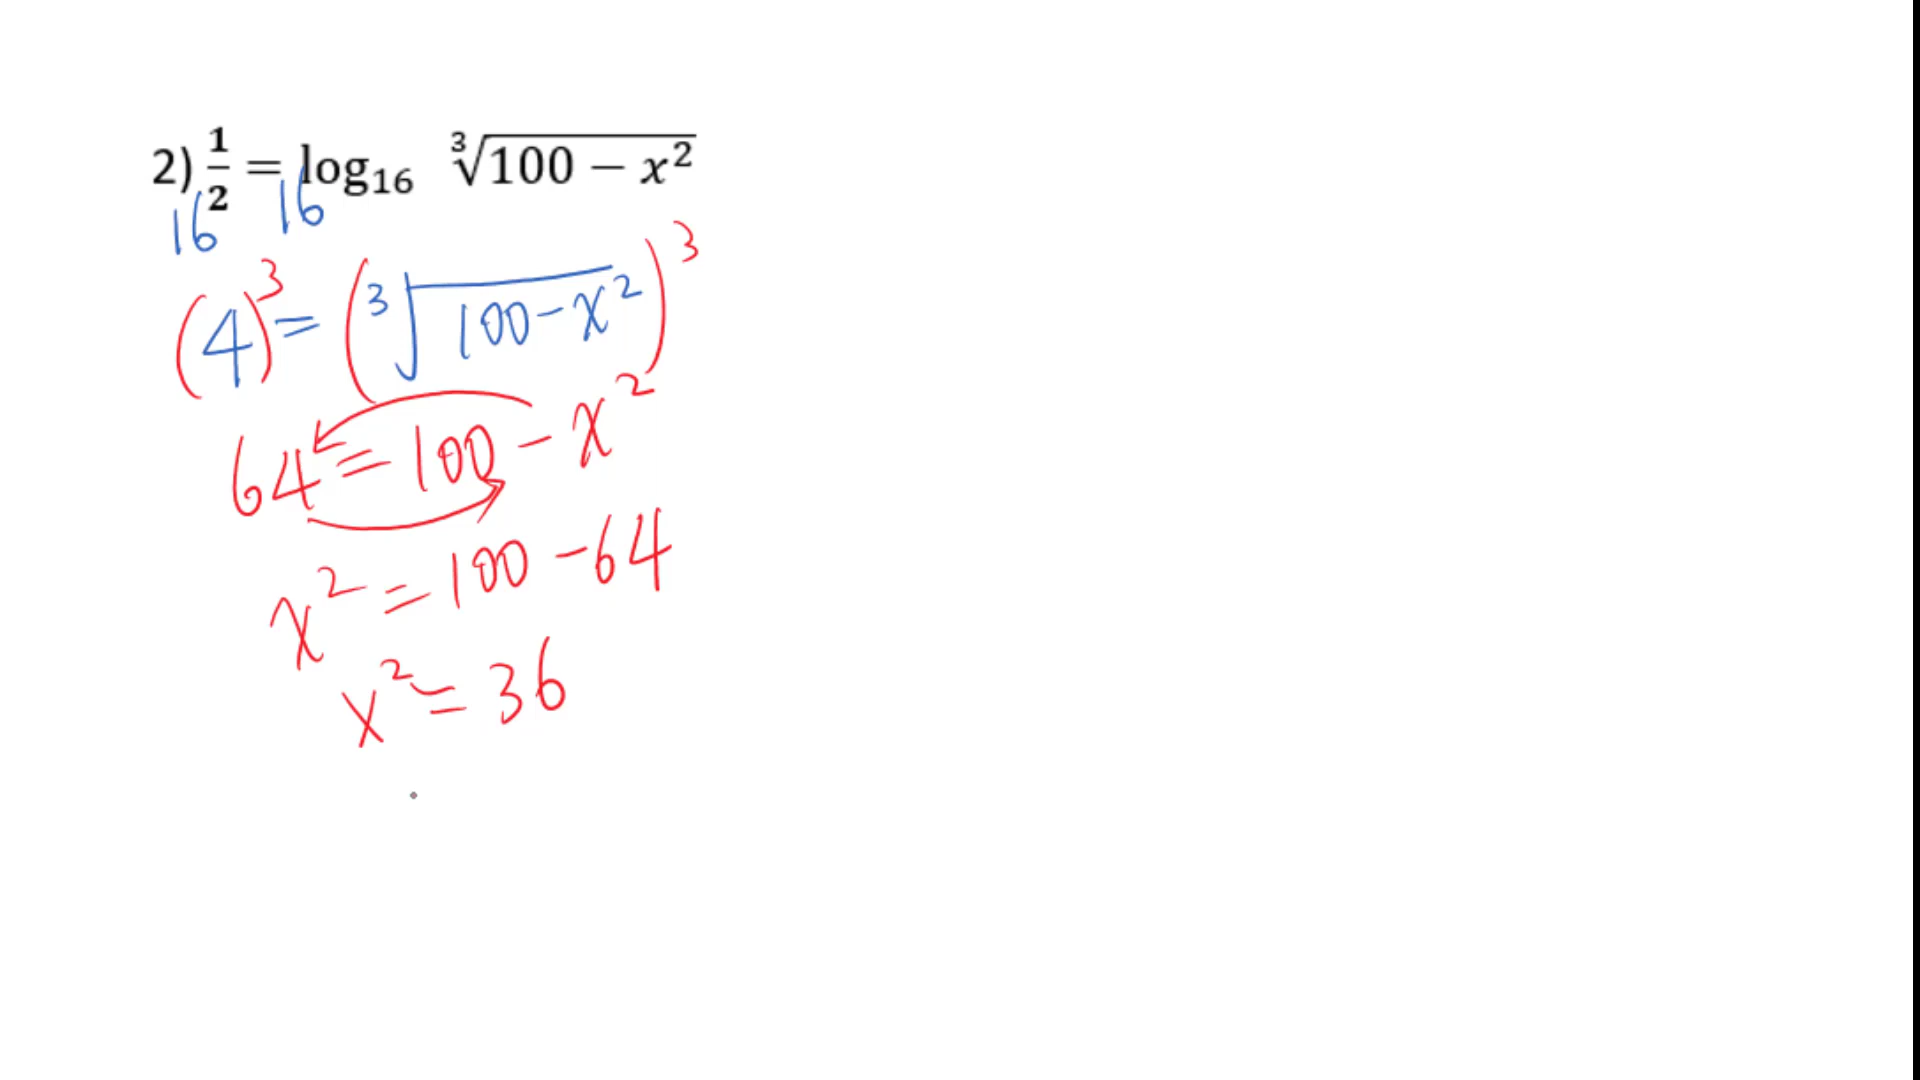 2) 1/2 = log₁₆ ∛(100 − x²)
16 16
(4)³ = (∛(100 − x²))³
64 = 100 − x²
x² = 100 − 64
x² = 36